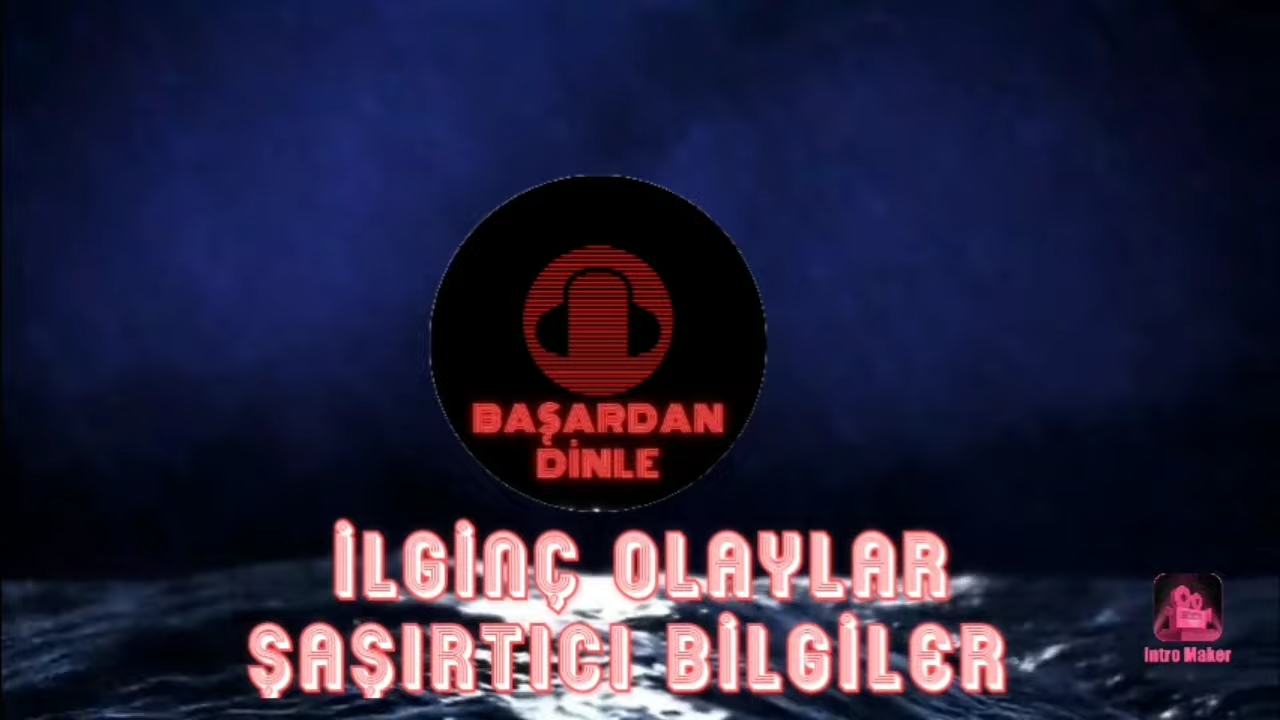 BAŞARDAN
DİNLE
İLGİNÇ OLAYLAR
ŞAŞIRTICI BİLGİLER
Intro Maker